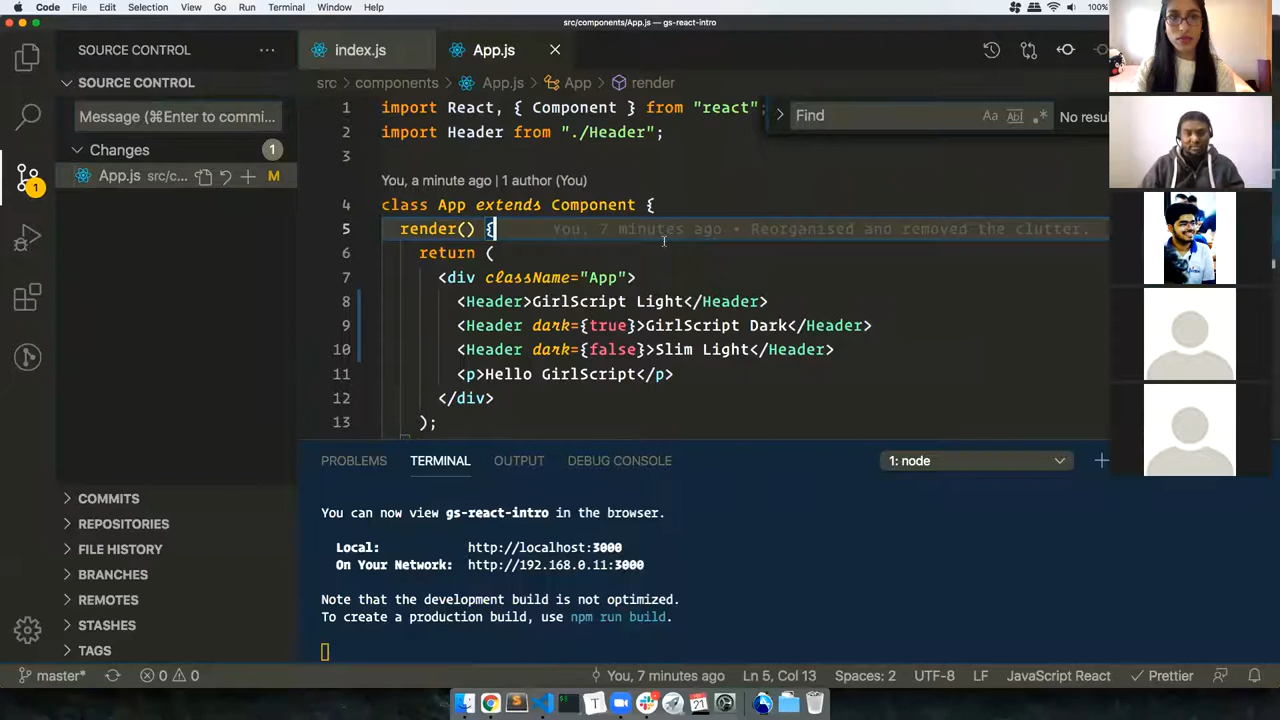 Code File Edit Selection View Go Run Terminal Window Help 100%
src/components/App.js — gs-react-intro
SOURCE CONTROL ···
index.js
App.js
SOURCE CONTROL
src › components › App.js › App › render
Message (⌘Enter to commi...
Changes 1
App.js src/c... M
1
Find
Aa Abl .* No resu
1 import React, { Component } from "react";
2 import Header from "./Header";
3
You, a minute ago | 1 author (You)
4 class App extends Component {
5 render() { You, 7 minutes ago • Reorganised and removed the clutter.
6 return (
7 <div className="App">
8 <Header>GirlScript Light</Header>
9 <Header dark={true}>GirlScript Dark</Header>
10 <Header dark={false}>Slim Light</Header>
11 <p>Hello GirlScript</p>
12 </div>
13 );
PROBLEMS TERMINAL OUTPUT DEBUG CONSOLE 1: node
You can now view gs-react-intro in the browser.
Local: http://localhost:3000
On Your Network: http://192.168.0.11:3000
Note that the development build is not optimized.
To create a production build, use npm run build.
COMMITS
REPOSITORIES
FILE HISTORY
BRANCHES
REMOTES
STASHES
TAGS
master* 0 0 You, 7 minutes ago Ln 5, Col 13 Spaces: 2 UTF-8 LF JavaScript React Prettier
21